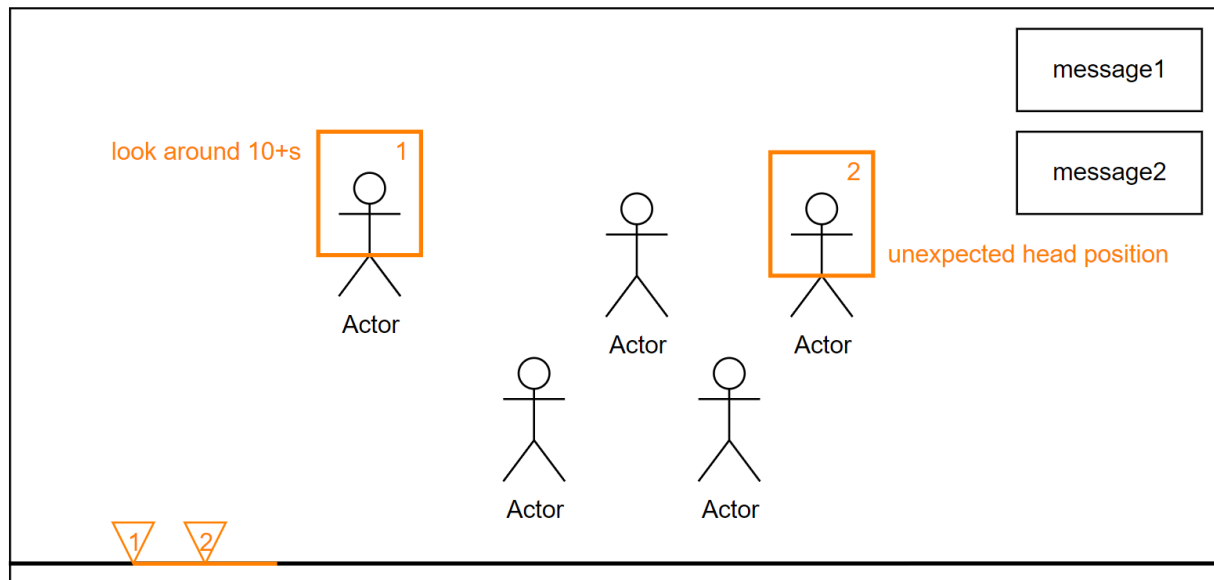 message1
look around 10+s
1
2
message2
unexpected head position
Actor
Actor
Actor
Actor
Actor
1
2